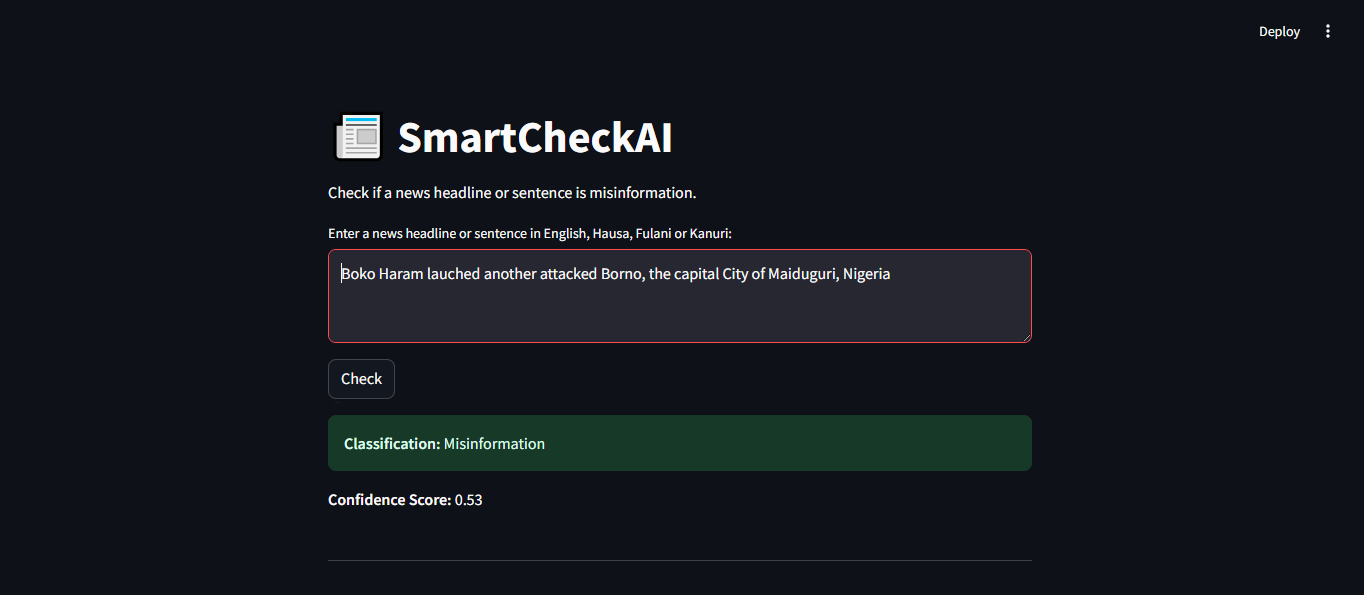 Deploy
SmartCheckAI
Check if a news headline or sentence is misinformation.
Enter a news headline or sentence in English, Hausa, Fulani or Kanuri:
Boko Haram lauched another attacked Borno, the capital City of Maiduguri, Nigeria
Check
Classification: Misinformation
Confidence Score: 0.53